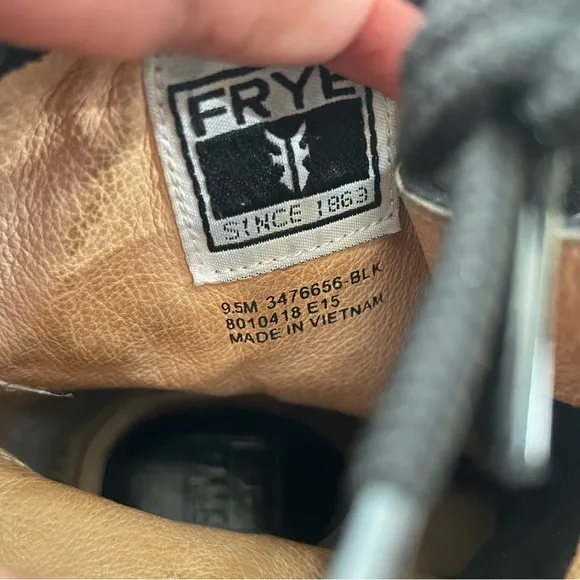 FRYE
SINCE 1863
9.5M 3476656-BLK
8010418 E15
MADE IN VIETNAM